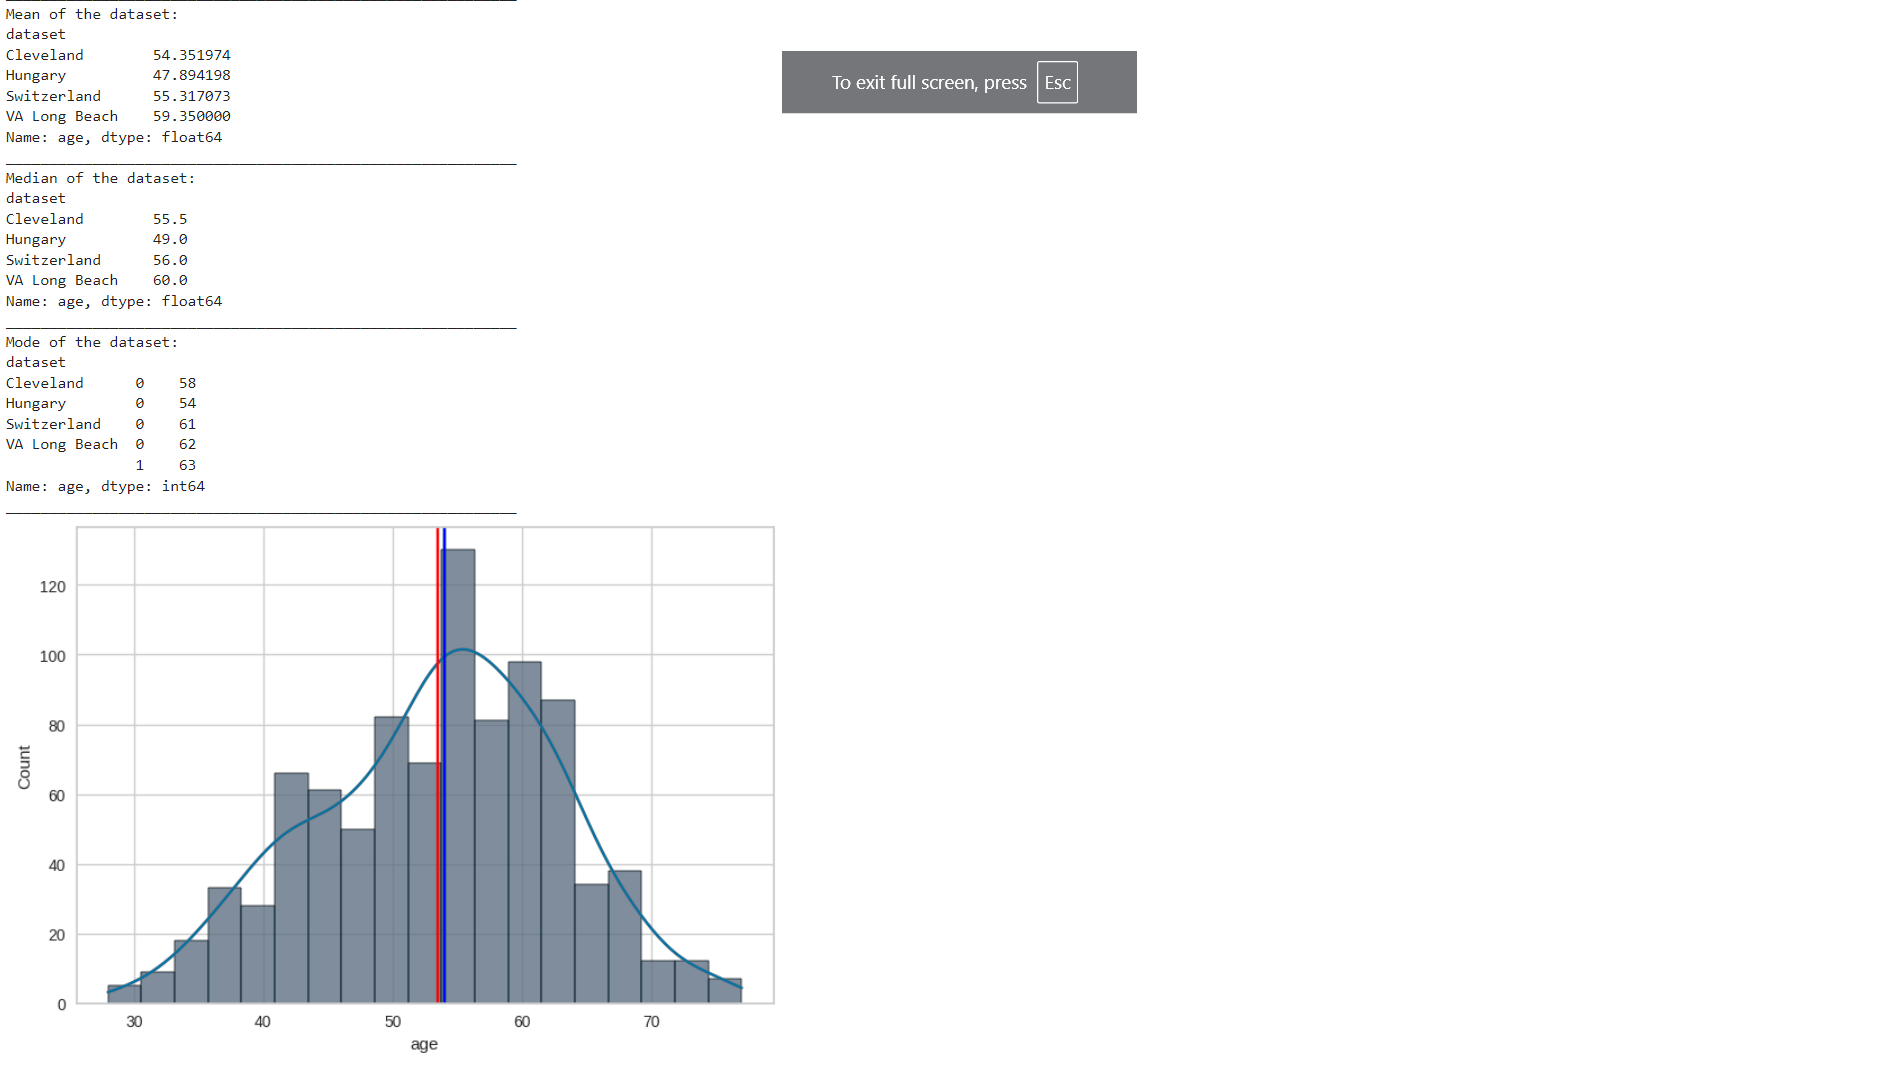 Mean of the dataset:
dataset
Cleveland        54.351974
Hungary          47.894198
Switzerland      55.317073
VA Long Beach    59.350000
Name: age, dtype: float64
___________________________________________________________
Median of the dataset:
dataset
Cleveland        55.5
Hungary          49.0
Switzerland      56.0
VA Long Beach    60.0
Name: age, dtype: float64
___________________________________________________________
Mode of the dataset:
dataset
Cleveland      0    58
Hungary        0    54
Switzerland    0    61
VA Long Beach  0    62
               1    63
Name: age, dtype: int64
___________________________________________________________
To exit full screen, press Esc
120
100
80
60
40
20
0
Count
30 40 50 60 70
age